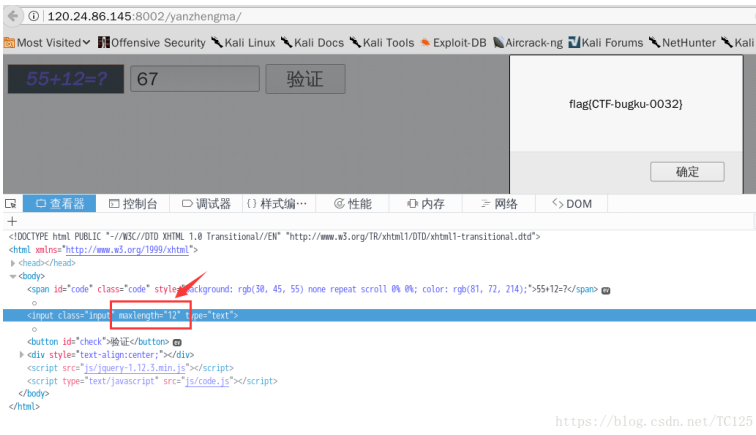 120.24.86.145:8002/yanzhengma/
Most Visited Offensive Security Kali Linux Kali Docs Kali Tools Exploit-DB Aircrack-ng Kali Forums NetHunter Kali
55+12=? 67 验证
flag{CTF-bugku-0032}
确定
查看器 控制台 调试器 {} 样式编… 性能 内存 网络 DOM
+
<!DOCTYPE html PUBLIC "-//W3C//DTD XHTML 1.0 Transitional//EN" "http://www.w3.org/TR/xhtml1/DTD/xhtml1-transitional.dtd">
<html xmlns="http://www.w3.org/1999/xhtml">
<head></head>
<body>
<span id="code" class="code" style="background: rgb(30, 45, 55) none repeat scroll 0% 0%; color: rgb(81, 72, 214);">55+12=?</span> ev
<input class="input" maxlength="12" type="text">
<button id="check">验证</button> ev
<div style="text-align:center;"></div>
<script src="js/jquery-1.12.3.min.js"></script>
<script type="text/javascript" src="js/code.js"></script>
</body>
</html>
https://blog.csdn.net/TC125